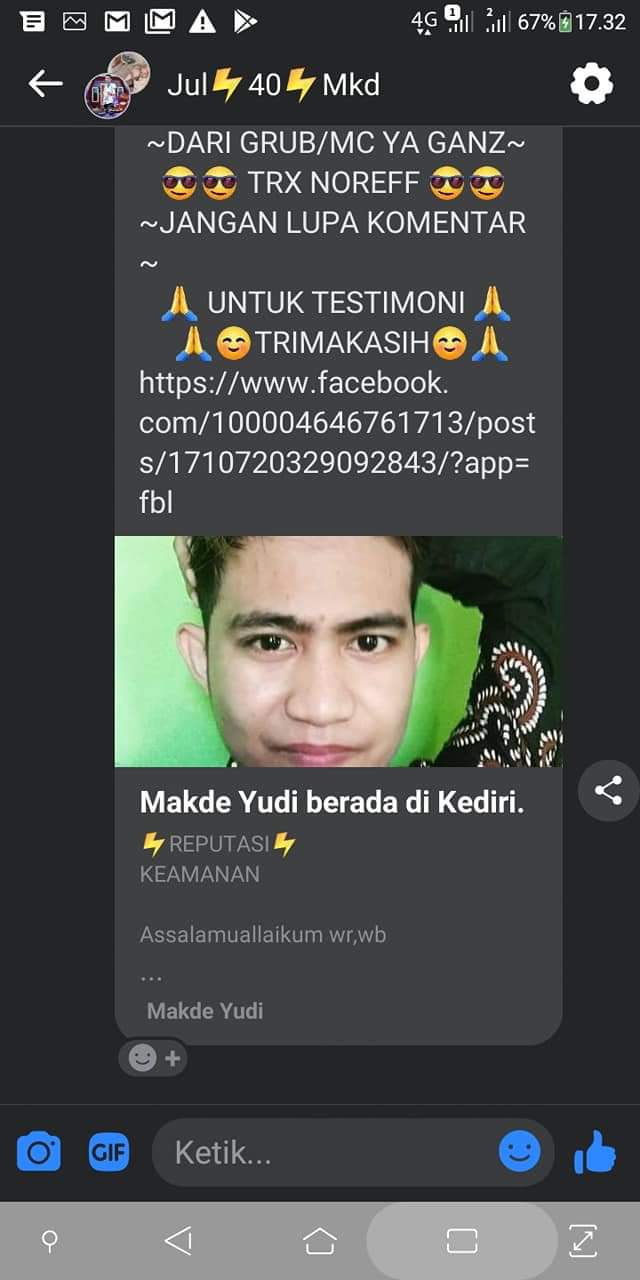 4G 1 2 67% 17.32
Jul⚡40⚡Mkd
~DARI GRUB/MC YA GANZ~
😎😎 TRX NOREFF 😎😎
~JANGAN LUPA KOMENTAR
~
🙏 UNTUK TESTIMONI 🙏
🙏😊TRIMAKASIH😊🙏
https://www.facebook.
com/100004646761713/post
s/1710720329092843/?app=
fbl
Makde Yudi berada di Kediri.
⚡REPUTASI⚡
KEAMANAN
Assalamuallaikum wr,wb
...
Makde Yudi
GIF
Ketik...